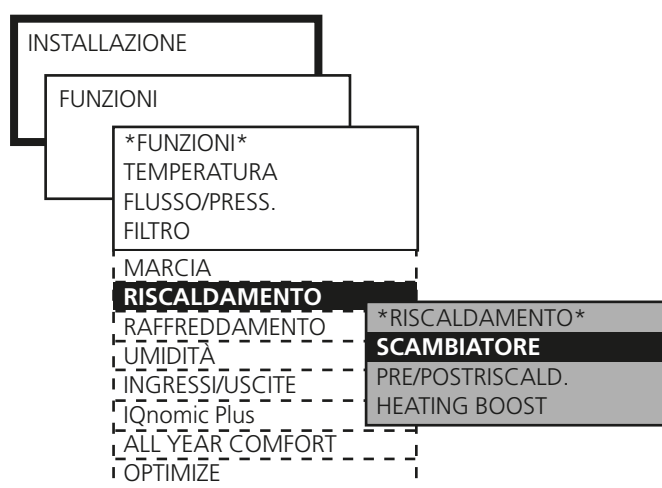 INSTALLAZIONE
FUNZIONI
*FUNZIONI*
TEMPERATURA
FLUSSO/PRESS.
FILTRO
MARCIA
RISCALDAMENTO
RAFFREDDAMENTO
UMIDITÀ
INGRESSI/USCITE
IQnomic Plus
ALL YEAR COMFORT
OPTIMIZE
*RISCALDAMENTO*
SCAMBIATORE
PRE/POSTRISCALD.
HEATING BOOST